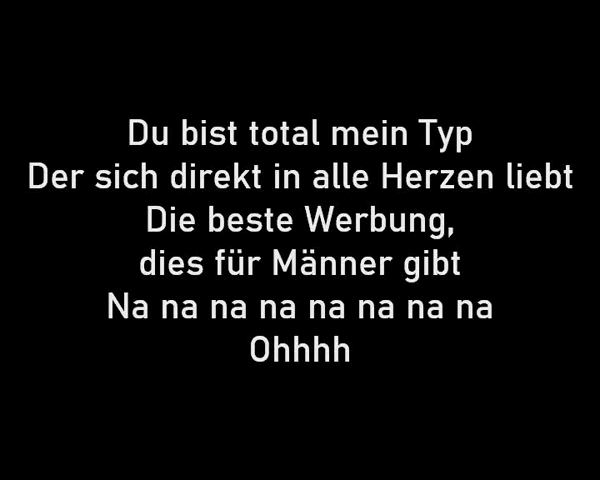 Du bist total mein Typ
Der sich direkt in alle Herzen liebt
Die beste Werbung,
dies für Männer gibt
Na na na na na na na na
Ohhhh